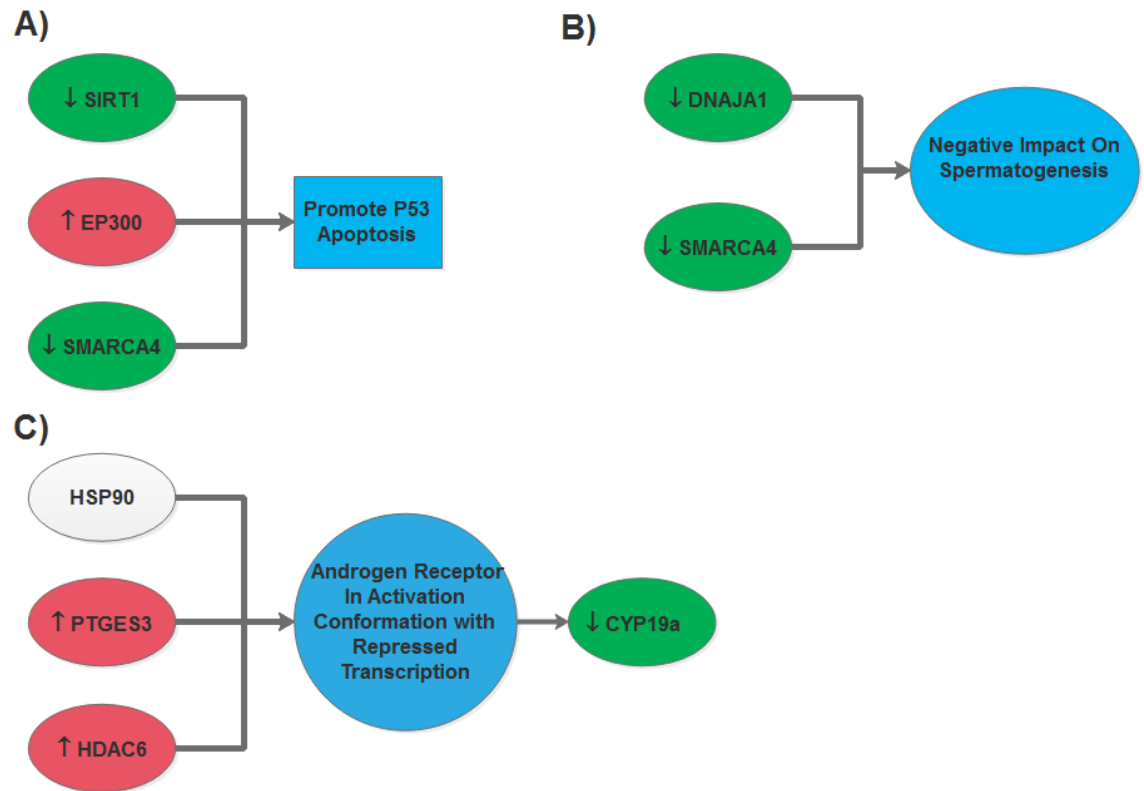 A)
↓ SIRT1
↑ EP300
↓ SMARCA4
Promote P53
Apoptosis
B)
↓ DNAJA1
↓ SMARCA4
Negative Impact On
Spermatogenesis
C)
HSP90
↑ PTGES3
↑ HDAC6
Androgen Receptor
In Activation
Conformation with
Repressed
Transcription
↓ CYP19a